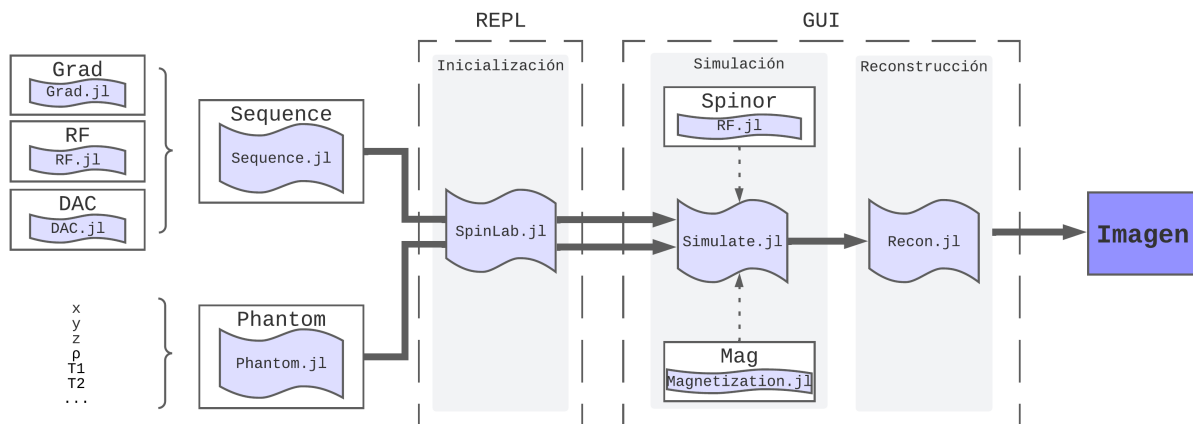 REPL
GUI
Grad
Grad.jl
RF
RF.jl
DAC
DAC.jl
x
y
z
ρ
T1
T2
...
Sequence
Sequence.jl
Phantom
Phantom.jl
Inicialización
SpinLab.jl
Simulación
Spinor
RF.jl
Simulate.jl
Mag
Magnetization.jl
Reconstrucción
Recon.jl
Imagen